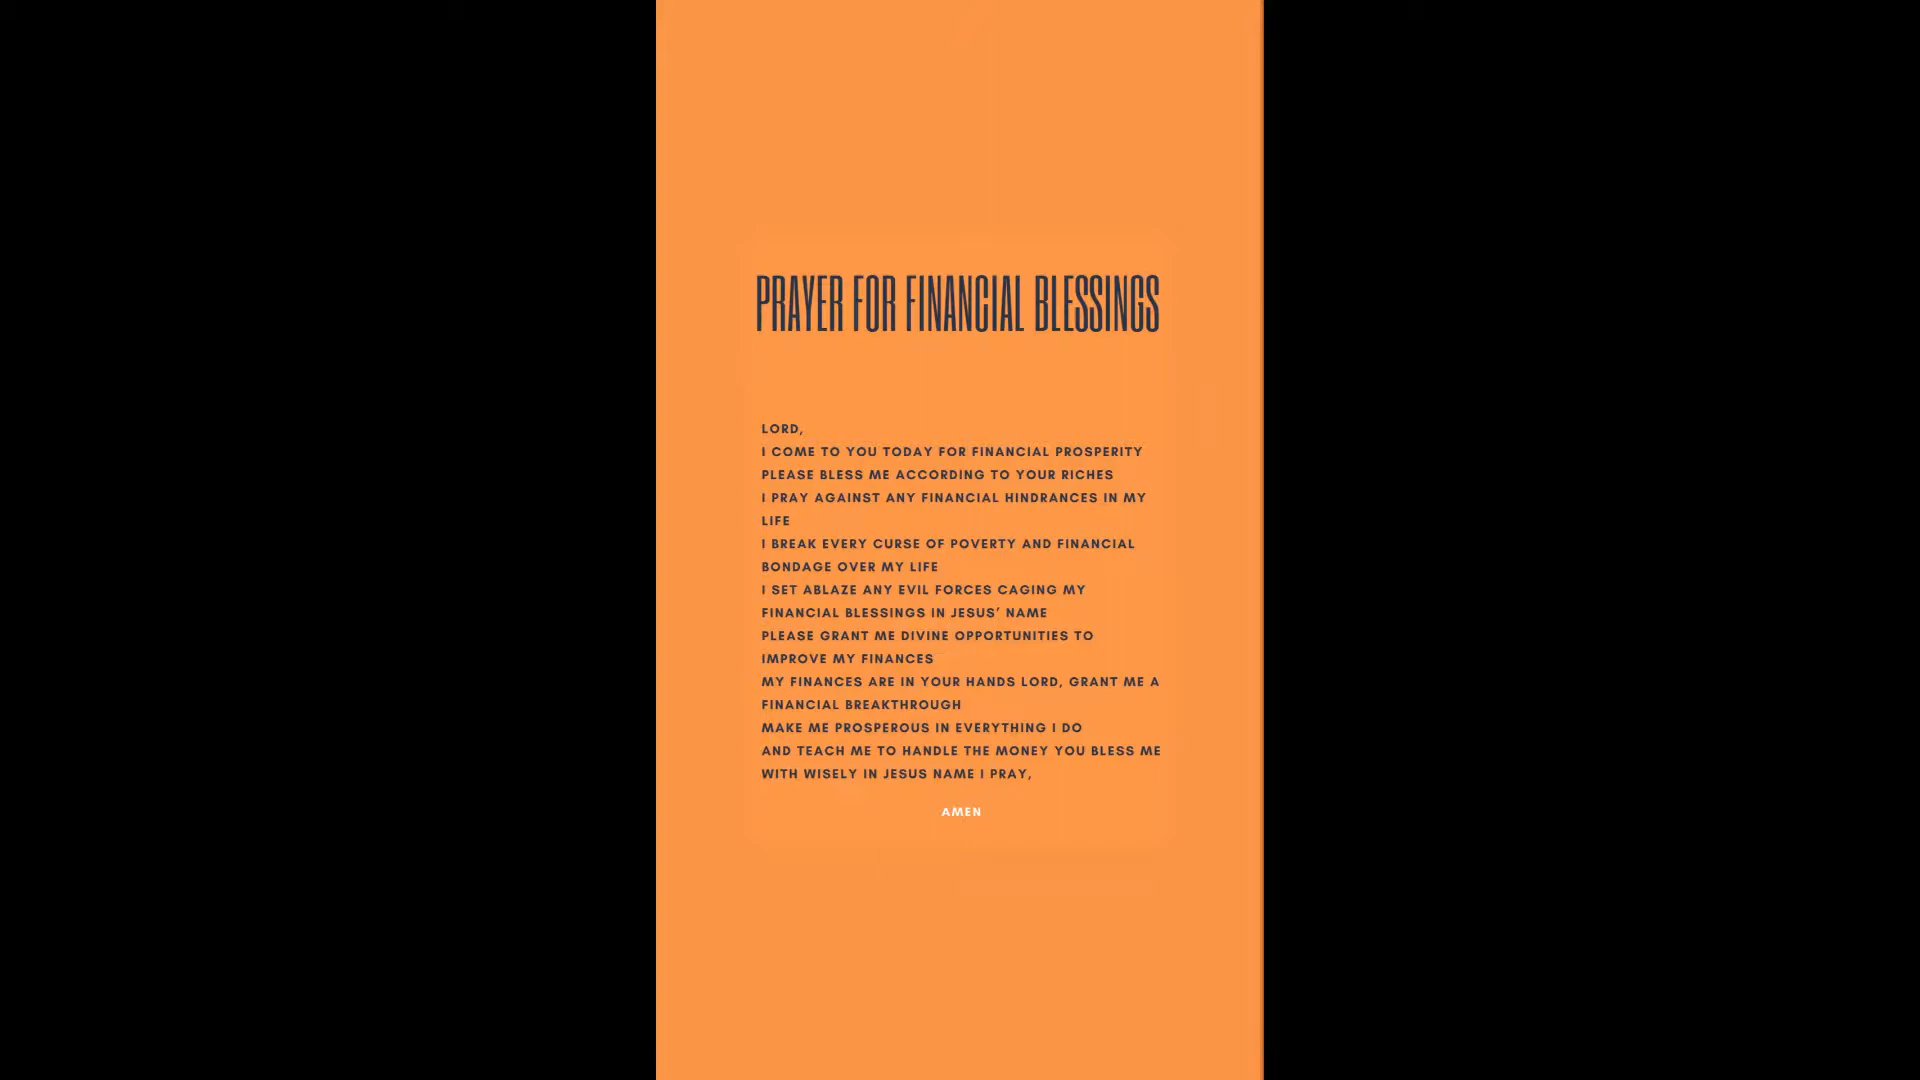 PRAYER FOR FINANCIAL BLESSINGS
LORD,
I COME TO YOU TODAY FOR FINANCIAL PROSPERITY
PLEASE BLESS ME ACCORDING TO YOUR RICHES
I PRAY AGAINST ANY FINANCIAL HINDRANCES IN MY
LIFE
I BREAK EVERY CURSE OF POVERTY AND FINANCIAL
BONDAGE OVER MY LIFE
I SET ABLAZE ANY EVIL FORCES CAGING MY
FINANCIAL BLESSINGS IN JESUS’ NAME
PLEASE GRANT ME DIVINE OPPORTUNITIES TO
IMPROVE MY FINANCES
MY FINANCES ARE IN YOUR HANDS LORD, GRANT ME A
FINANCIAL BREAKTHROUGH
MAKE ME PROSPEROUS IN EVERYTHING I DO
AND TEACH ME TO HANDLE THE MONEY YOU BLESS ME
WITH WISELY IN JESUS NAME I PRAY,
AMEN